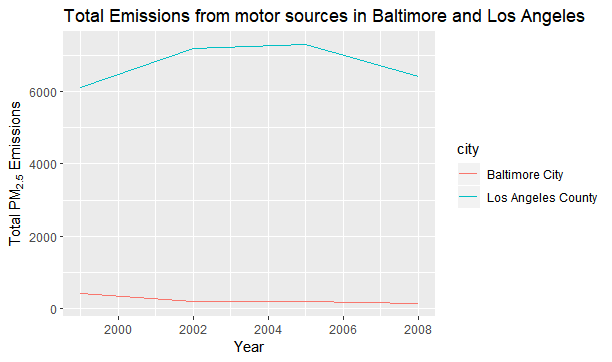 Total Emissions from motor sources in Baltimore and Los Angeles
Total PM2.5 Emissions
6000
4000
2000
0
2000 2002 2004 2006 2008
Year
city
Baltimore City
Los Angeles County